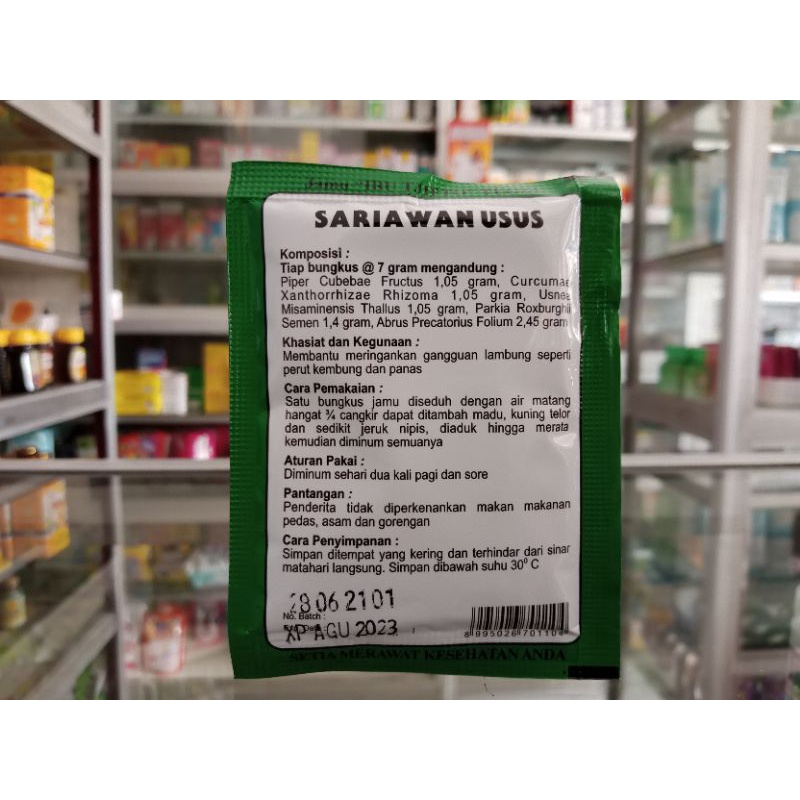 Jamu IBU
SARIAWAN USUS
Komposisi :
Tiap bungkus @ 7 gram mengandung :
Piper Cubebae Fructus 1,05 gram, Curcumae
Xanthorrhizae Rhizoma 1,05 gram, Usnea
Misaminensis Thallus 1,05 gram, Parkia Roxburghii
Semen 1,4 gram, Abrus Precatorius Folium 2,45 gram
Khasiat dan Kegunaan :
Membantu meringankan gangguan lambung seperti
perut kembung dan panas
Cara Pemakaian :
Satu bungkus jamu diseduh dengan air matang
hangat ¾ cangkir dapat ditambah madu, kuning telor
dan sedikit jeruk nipis, diaduk hingga merata
kemudian diminum semuanya
Aturan Pakai :
Diminum sehari dua kali pagi dan sore
Pantangan :
Penderita tidak diperkenankan makan makanan
pedas, asam dan gorengan
Cara Penyimpanan :
Simpan ditempat yang kering dan terhindar dari sinar
matahari langsung. Simpan dibawah suhu 30⁰ C
28 06 21 01
No. Batch :
XP AGU 2023
SETIA MERAWAT KESEHATAN ANDA